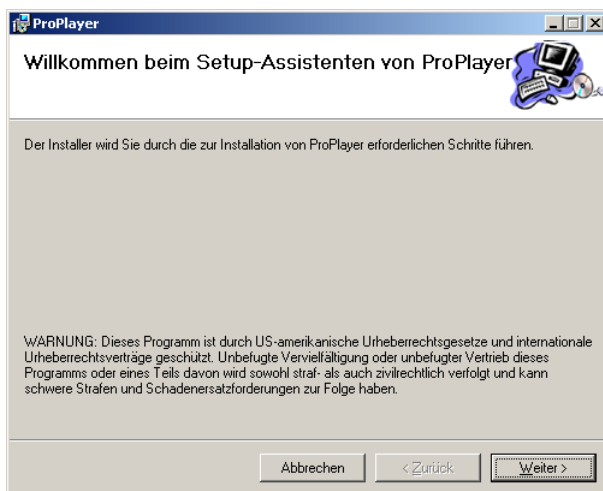 ProPlayer
Willkommen beim Setup-Assistenten von ProPlayer
Der Installer wird Sie durch die zur Installation von ProPlayer erforderlichen Schritte führen.
WARNUNG: Dieses Programm ist durch US-amerikanische Urheberrechtsgesetze und internationale
Urheberrechtsverträge geschützt. Unbefugte Vervielfältigung oder unbefugter Vertrieb dieses
Programms oder eines Teils davon wird sowohl straf- als auch zivilrechtlich verfolgt und kann
schwere Strafen und Schadenersatzforderungen zur Folge haben.
Abbrechen < Zurück Weiter >